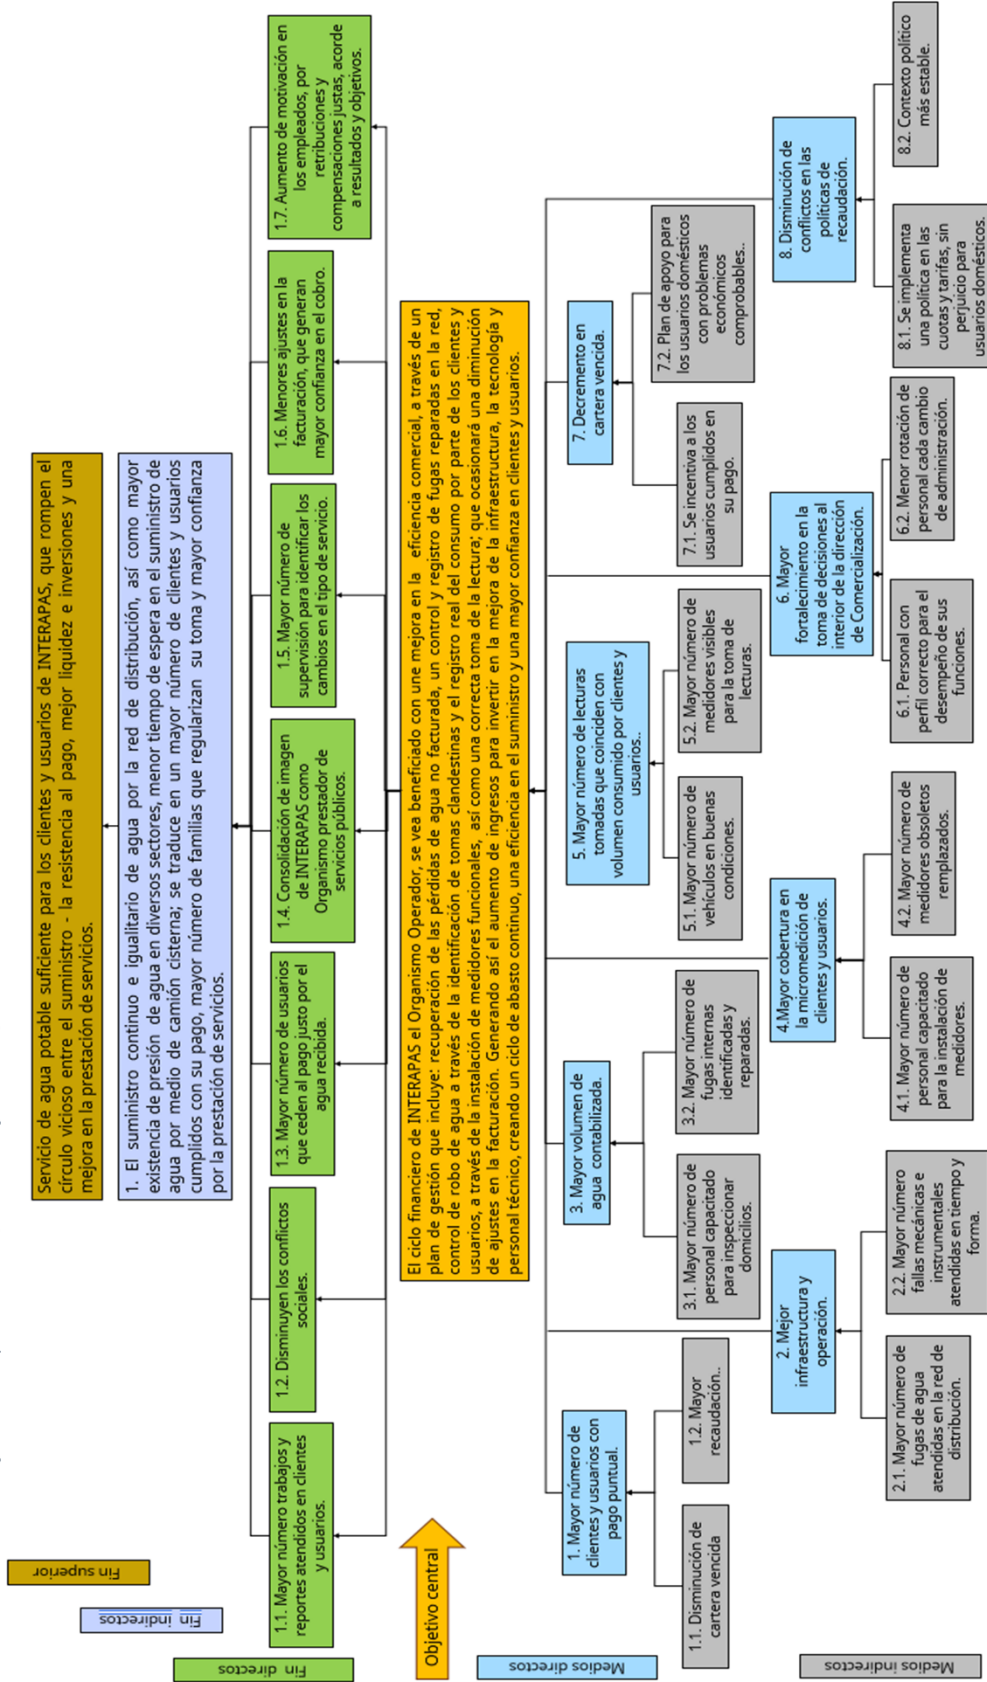 Fin superior
Servicio de agua potable suficiente para los clientes y usuarios de INTERAPAS, que rompen el
círculo vicioso entre el suministro - la resistencia al pago, mejor liquidez e inversiones y una
mejora en la prestación de servicios.
Fin indirectos
1. El suministro continuo e igualitario de agua por la red de distribución, así como mayor
existencia de presión de agua en diversos sectores, menor tiempo de espera en el suministro de
agua por medio de camión cisterna; se traduce en un mayor número de clientes y usuarios
cumplidos con su pago, mayor número de familias que regularizan su toma y mayor confianza
por la prestación de servicios.
Fin directos
1.1. Mayor número trabajos y
reportes atendidos en clientes
y usuarios.
1.2. Disminuyen los conflictos
sociales.
1.3. Mayor número de usuarios
que ceden al pago justo por el
agua recibida.
1.4. Consolidación de imagen
de INTERAPAS como
Organismo prestador de
servicios públicos.
1.5. Mayor número de
supervisión para identificar los
cambios en el tipo de servicio.
1.6. Menores ajustes en la
facturación, que generan
mayor confianza en el cobro.
1.7. Aumento de motivación en
los empleados, por
retribuciones y
compensaciones justas, acorde
a resultados y objetivos.
Objetivo central
El ciclo financiero de INTERAPAS el Organismo Operador, se vea beneficiado con una mejora en la eficiencia comercial, a través de un
plan de gestión que incluye: recuperación de las pérdidas de agua no facturada, un control y registro de fugas reparadas en la red,
control de robo de agua a través de la identificación de tomas clandestinas y el registro real del consumo por parte de los clientes y
usuarios, a través de la instalación de medidores funcionales, así como una correcta toma de la lectura; que ocasionará una diminución
de ajustes en la facturación. Generando así el aumento de ingresos para invertir en la mejora de la infraestructura, la tecnología y
personal técnico, creando un ciclo de abasto continuo, una eficiencia en el suministro y una mayor confianza en clientes y usuarios.
Medios directos
1. Mayor número de
clientes y usuarios con
pago puntual.
3. Mayor volumen de
agua contabilizada.
5. Mayor número de lecturas
tomadas que coinciden con
volumen consumido por clientes y
usuarios..
7. Decremento en
cartera vencida.
1.1. Disminución de
cartera vencida
1.2. Mayor
recaudación..
3.1. Mayor número de
personal capacitado
para inspeccionar
domicilios.
3.2. Mayor número de
fugas internas
identificadas y
reparadas.
5.1. Mayor número de
vehículos en buenas
condiciones.
5.2. Mayor número de
medidores visibles
para la toma de
lecturas.
7.1. Se incentiva a los
usuarios cumplidos en
su pago.
7.2. Plan de apoyo para
los usuarios domésticos
con problemas
económicos
comprobables..
2. Mejor
infraestructura y
operación.
4.Mayor cobertura en
la micromedición de
clientes y usuarios.
6. Mayor
fortalecimiento en la
toma de decisiones al
interior de la dirección
de Comercialización.
8. Disminución de
conflictos en las
políticas de
recaudación.
Medios indirectos
2.1. Mayor número de
fugas de agua
atendidas en la red de
distribución.
2.2. Mayor número
fallas mecánicas e
instrumentales
atendidas en tiempo y
forma.
4.1. Mayor número de
personal capacitado
para la instalación de
medidores.
4.2. Mayor número de
medidores obsoletos
remplazados.
6.1. Personal con
perfil correcto para el
desempeño de sus
funciones.
6.2. Menor rotación de
personal cada cambio
de administración.
8.1. Se implementa
una política en las
cuotas y tarifas, sin
perjuicio para
usuarios domésticos.
8.2. Contexto político
más estable.